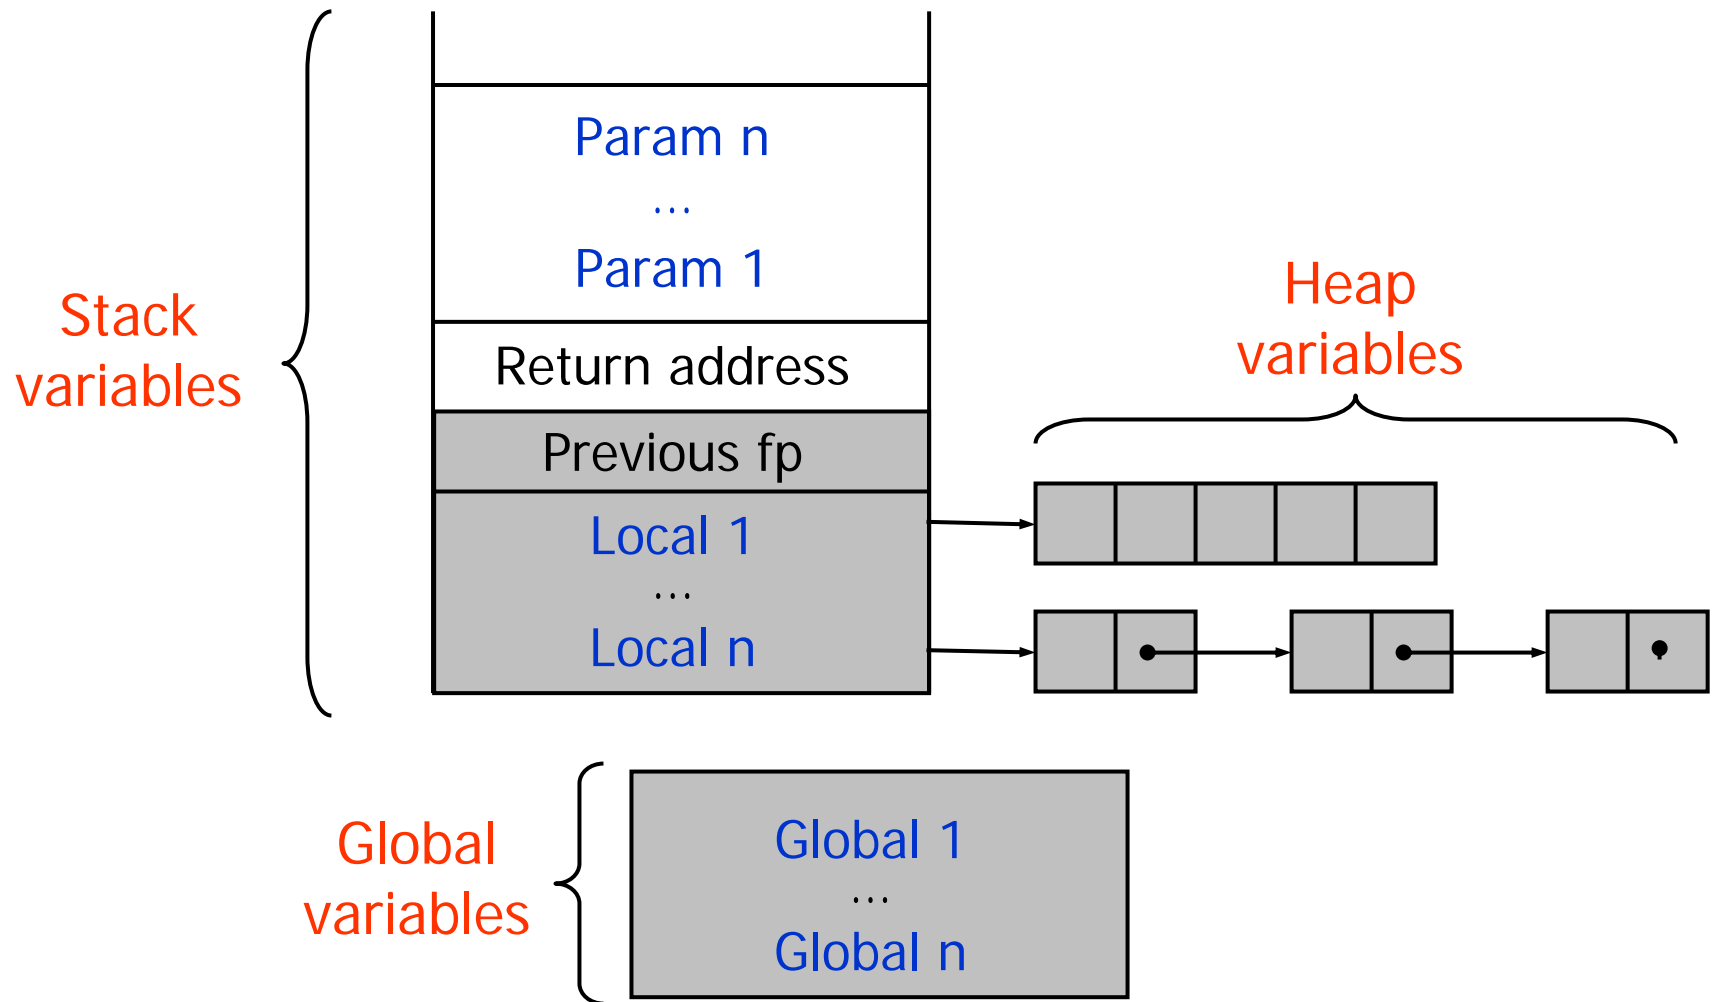 Param n
...
Param 1
Stack
variables
Return address
Previous fp
Local 1
...
Local n
Heap
variables
Global
variables
Global 1
...
Global n